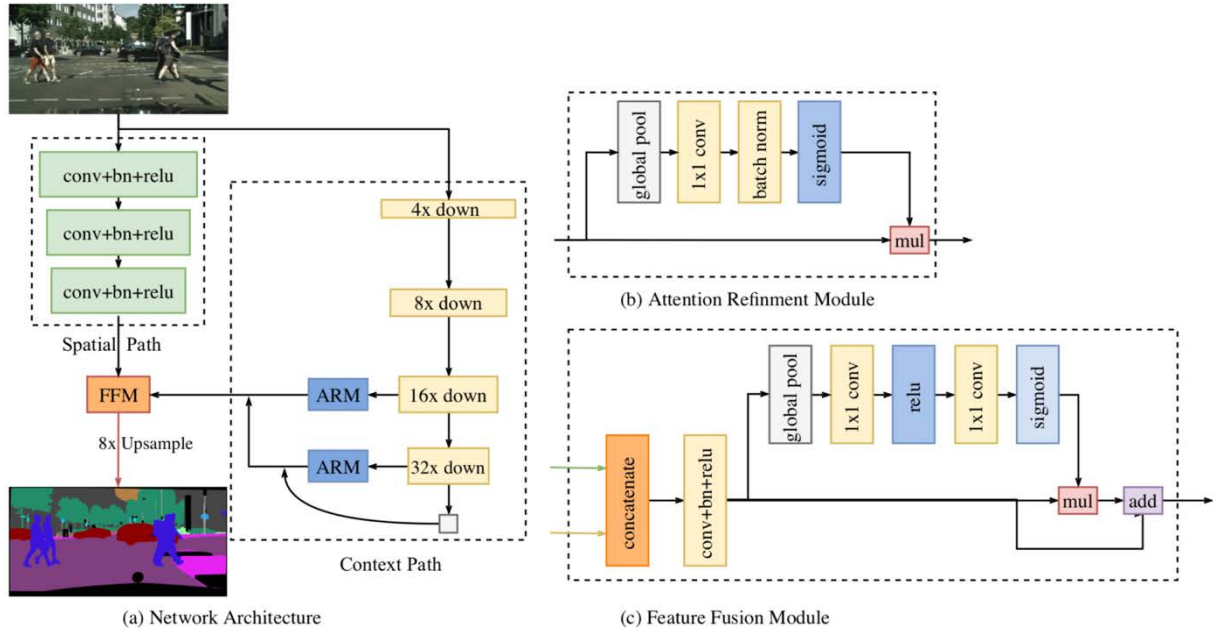 conv+bn+relu
conv+bn+relu
conv+bn+relu
Spatial Path
FFM
8x Upsample
4x down
8x down
16x down
32x down
ARM
ARM
Context Path
(a) Network Architecture
global pool
1x1 conv
batch norm
sigmoid
mul
(b) Attention Refinment Module
concatenate
conv+bn+relu
global pool
1x1 conv
relu
1x1 conv
sigmoid
mul
add
(c) Feature Fusion Module